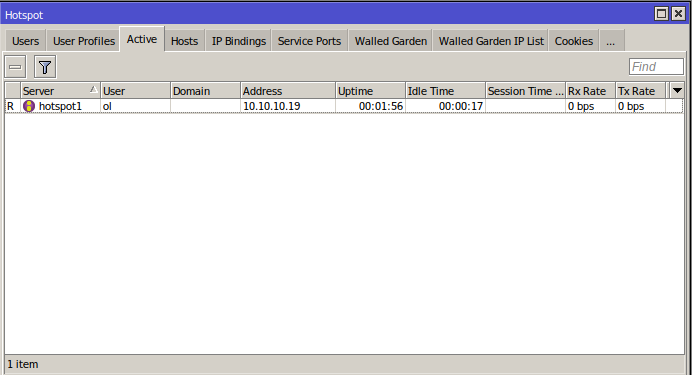 Hotspot
Users User Profiles Active Hosts IP Bindings Service Ports Walled Garden Walled Garden IP List Cookies ...
Find
Server User Domain Address Uptime Idle Time Session Time ... Rx Rate Tx Rate
R hotspot1 ol 10.10.10.19 00:01:56 00:00:17 0 bps 0 bps
1 item